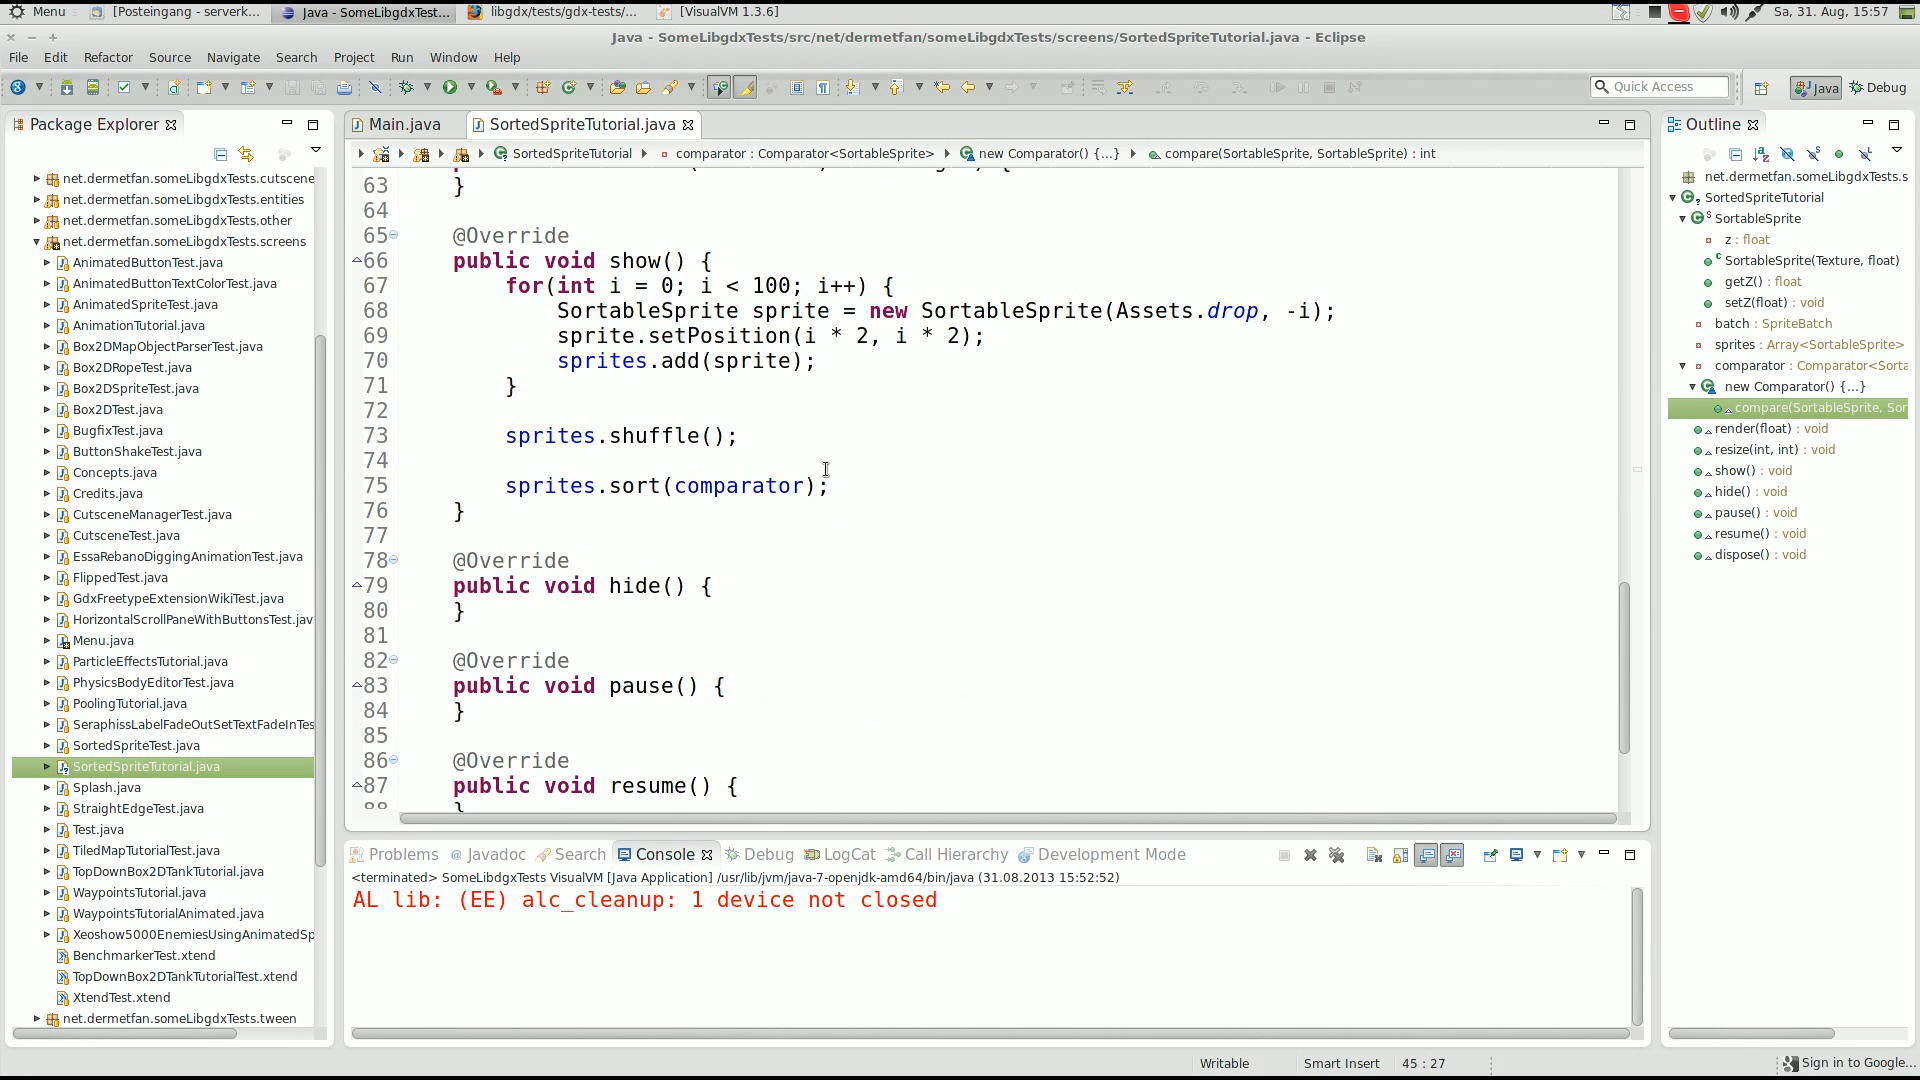 Menu
[Posteingang - serverk...
Java - SomeLibgdxTest...
libgdx/tests/gdx-tests/...
[VisualVM 1.3.6]
Sa, 31. Aug, 15:57
Java - SomeLibgdxTests/src/net/dermetfan/someLibgdxTests/screens/SortedSpriteTutorial.java - Eclipse
File Edit Refactor Source Navigate Search Project Run Window Help
Quick Access
Java
Debug
Package Explorer
net.dermetfan.someLibgdxTests.cutscene
net.dermetfan.someLibgdxTests.entities
net.dermetfan.someLibgdxTests.other
net.dermetfan.someLibgdxTests.screens
AnimatedButtonTest.java
AnimatedButtonTextColorTest.java
AnimatedSpriteTest.java
AnimationTutorial.java
Box2DMapObjectParserTest.java
Box2DRopeTest.java
Box2DSpriteTest.java
Box2DTest.java
BugfixTest.java
ButtonShakeTest.java
Concepts.java
Credits.java
CutsceneManagerTest.java
CutsceneTest.java
EssaRebanoDiggingAnimationTest.java
FlippedTest.java
GdxFreetypeExtensionWikiTest.java
HorizontalScrollPaneWithButtonsTest.jav
Menu.java
ParticleEffectsTutorial.java
PhysicsBodyEditorTest.java
PoolingTutorial.java
SeraphissLabelFadeOutSetTextFadeInTes
SortedSpriteTest.java
SortedSpriteTutorial.java
Splash.java
StraightEdgeTest.java
Test.java
TiledMapTutorialTest.java
TopDownBox2DTankTutorial.java
WaypointsTutorial.java
WaypointsTutorialAnimated.java
Xeoshow5000EnemiesUsingAnimatedSp
BenchmarkerTest.xtend
TopDownBox2DTankTutorialTest.xtend
XtendTest.xtend
net.dermetfan.someLibgdxTests.tween
Main.java
SortedSpriteTutorial.java
SortedSpriteTutorial
comparator : Comparator<SortableSprite>
new Comparator() {...}
compare(SortableSprite, SortableSprite) : int
63 }
64
65 @Override
66 public void show() {
67 for(int i = 0; i < 100; i++) {
68 SortableSprite sprite = new SortableSprite(Assets.drop, -i);
69 sprite.setPosition(i * 2, i * 2);
70 sprites.add(sprite);
71 }
72
73 sprites.shuffle();
74
75 sprites.sort(comparator);
76 }
77
78 @Override
79 public void hide() {
80 }
81
82 @Override
83 public void pause() {
84 }
85
86 @Override
87 public void resume() {
88 }
Problems
Javadoc
Search
Console
Debug
LogCat
Call Hierarchy
Development Mode
<terminated> SomeLibdgxTests VisualVM [Java Application] /usr/lib/jvm/java-7-openjdk-amd64/bin/java (31.08.2013 15:52:52)
AL lib: (EE) alc_cleanup: 1 device not closed
Outline
net.dermetfan.someLibgdxTests.s
SortedSpriteTutorial
SortableSprite
z : float
SortableSprite(Texture, float)
getZ() : float
setZ(float) : void
batch : SpriteBatch
sprites : Array<SortableSprite>
comparator : Comparator<Sorta
new Comparator() {...}
compare(SortableSprite, Sor
render(float) : void
resize(int, int) : void
show() : void
hide() : void
pause() : void
resume() : void
dispose() : void
Writable
Smart Insert
45 : 27
Sign in to Google...